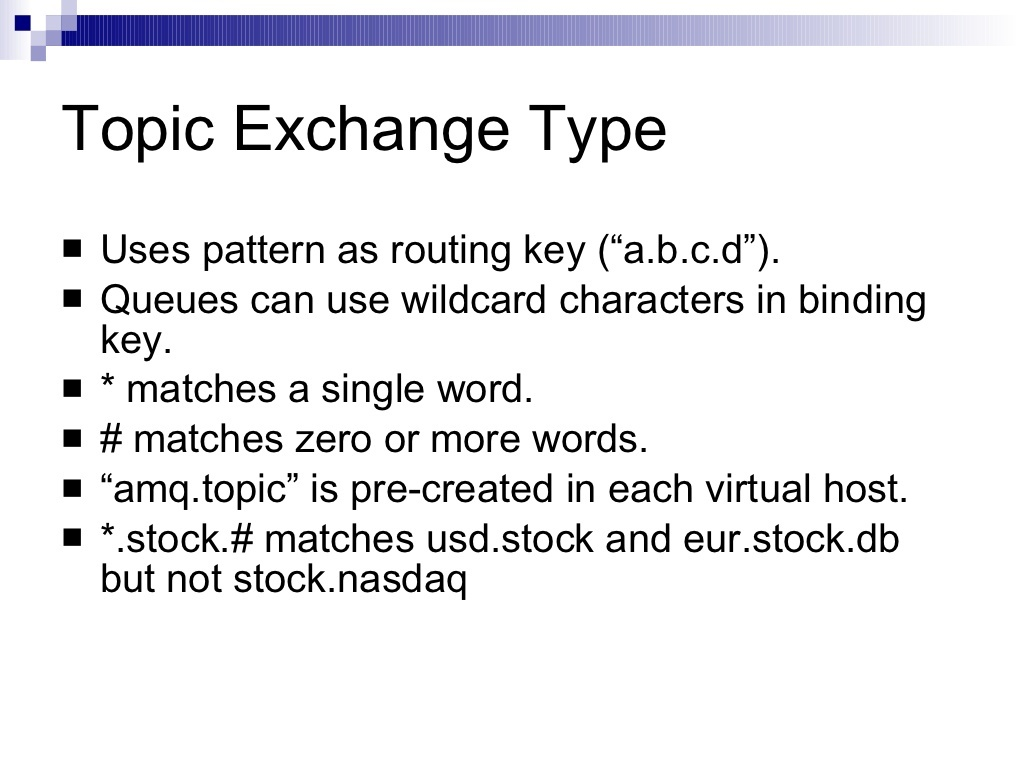 Topic Exchange Type
■ Uses pattern as routing key (“a.b.c.d”).
■ Queues can use wildcard characters in binding
key.
■ * matches a single word.
■ # matches zero or more words.
■ “amq.topic” is pre-created in each virtual host.
■ *.stock.# matches usd.stock and eur.stock.db
but not stock.nasdaq